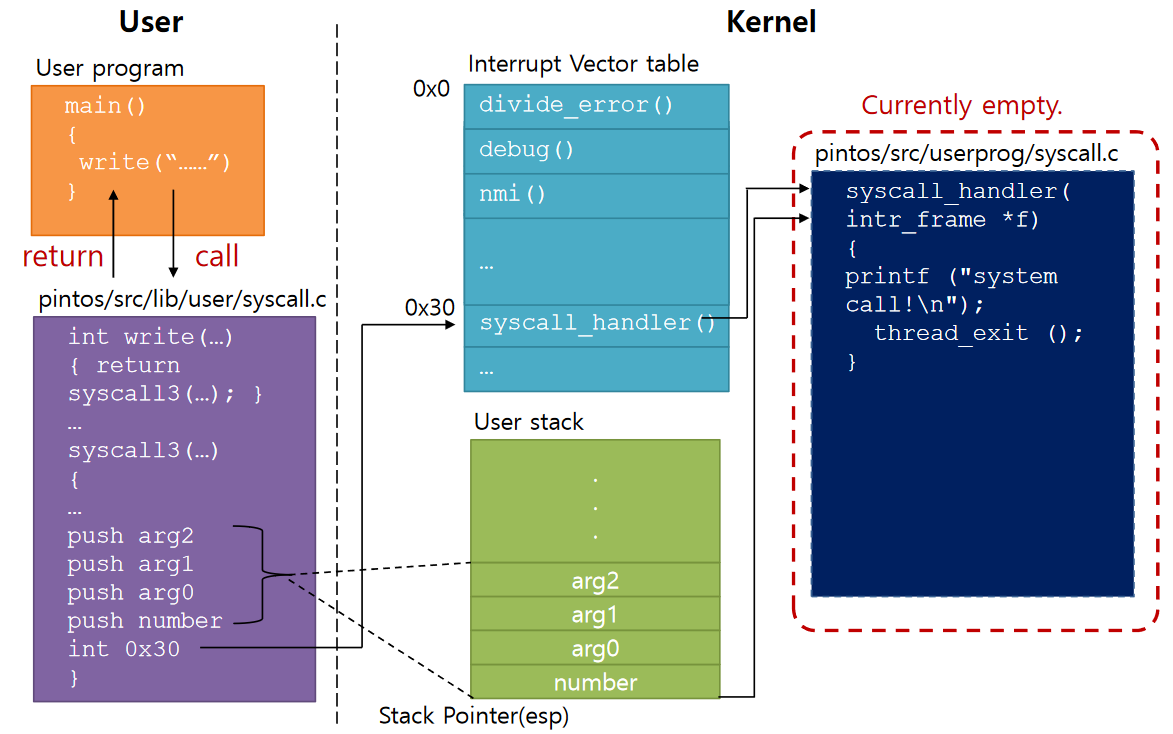 User
Kernel
User program
main()
{
write(“……”)
}
return
call
pintos/src/lib/user/syscall.c
int write(…)
{ return
syscall3(…); }
…
syscall3(…)
{
…
push arg2
push arg1
push arg0
push number
int 0x30
}
Interrupt Vector table
0x0
divide_error()
debug()
nmi()
…
0x30
syscall_handler()
…
User stack
.
.
.
arg2
arg1
arg0
number
Stack Pointer(esp)
Currently empty.
pintos/src/userprog/syscall.c
syscall_handler(
intr_frame *f)
{
printf ("system
call!\n");
thread_exit ();
}